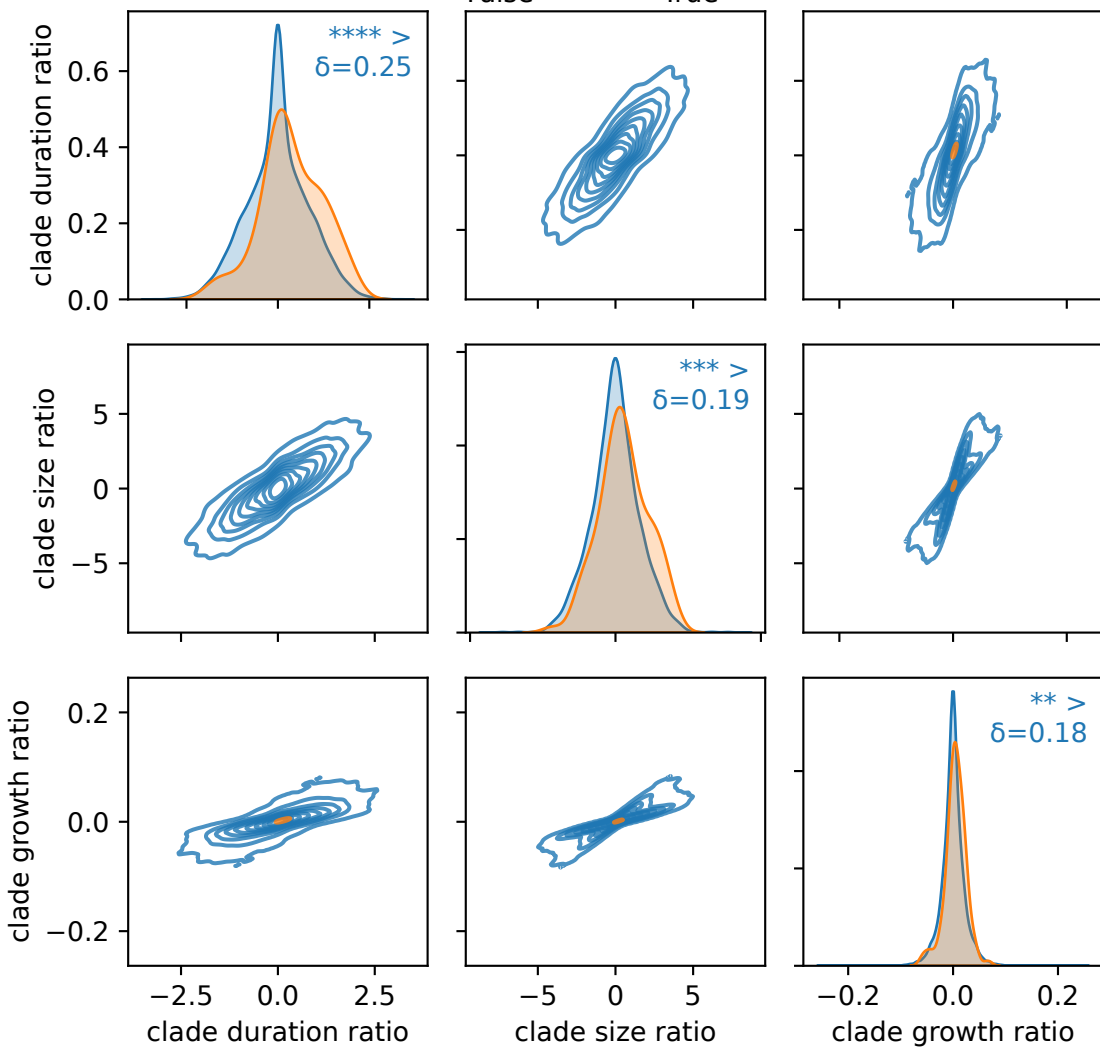 clade duration ratio
0.6
0.4
0.2
0.0
**** >
δ=0.25
clade size ratio
5
0
−5
*** >
δ=0.19
clade growth ratio
0.2
0.0
−0.2
** >
δ=0.18
−2.5 0.0 2.5
−5 0 5
−0.2 0.0 0.2
clade duration ratio
clade size ratio
clade growth ratio